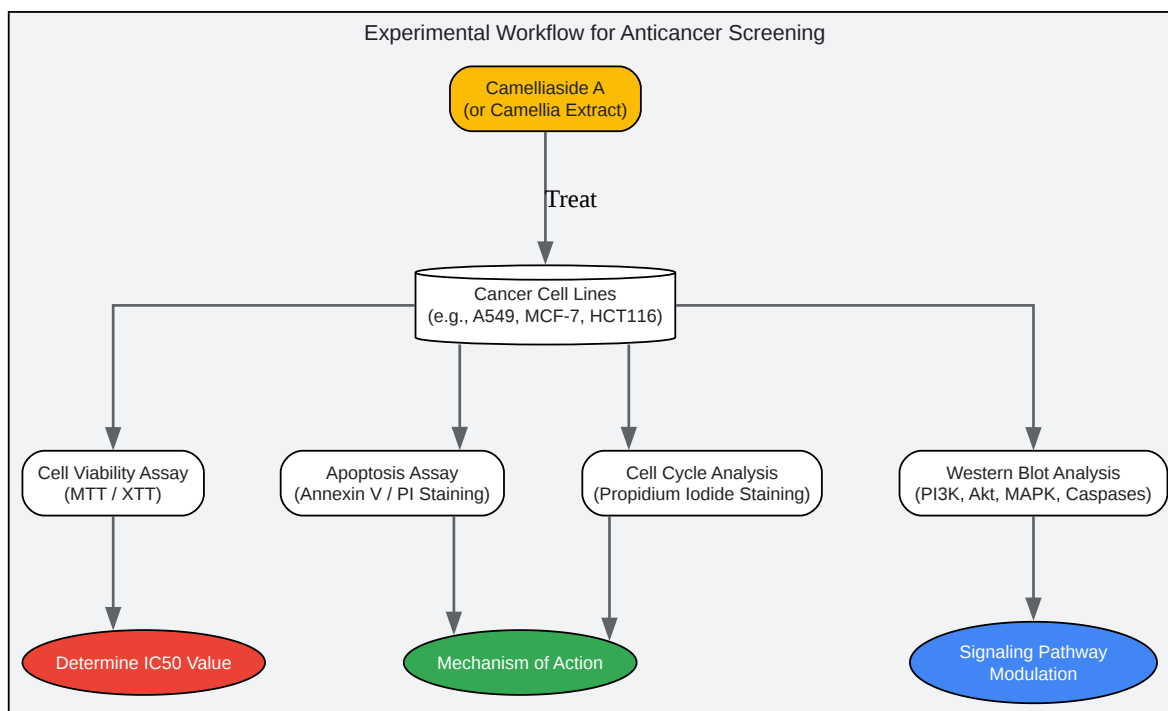 Experimental Workflow for Anticancer Screening
Camelliaside A
(or Camellia Extract)
Treat
Cancer Cell Lines
(e.g., A549, MCF-7, HCT116)
Cell Viability Assay
(MTT / XTT)
Apoptosis Assay
(Annexin V / PI Staining)
Cell Cycle Analysis
(Propidium Iodide Staining)
Western Blot Analysis
(PI3K, Akt, MAPK, Caspases)
Determine IC50 Value
Mechanism of Action
Signaling Pathway
Modulation